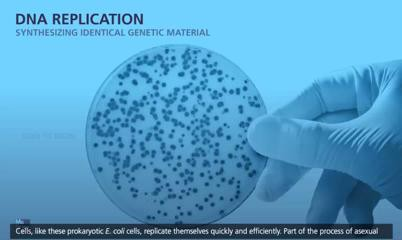 DNA REPLICATION
SYNTHESIZING IDENTICAL GENETIC MATERIAL
Cells, like these prokaryotic E. coli cells, replicate themselves quickly and efficiently. Part of the process of asexual